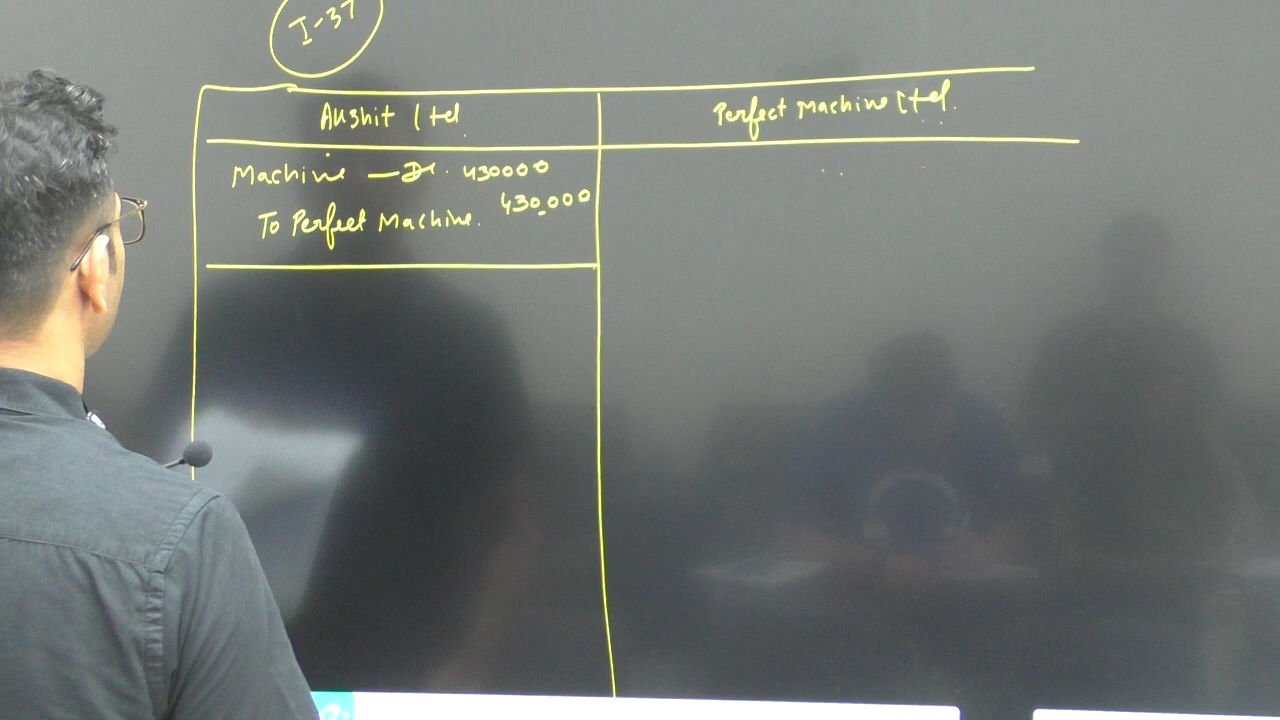 I-37
Akshit Ltd.
Perfect Machine Ltd.
Machine — Dr. 430000
To Perfect Machine. 430,000